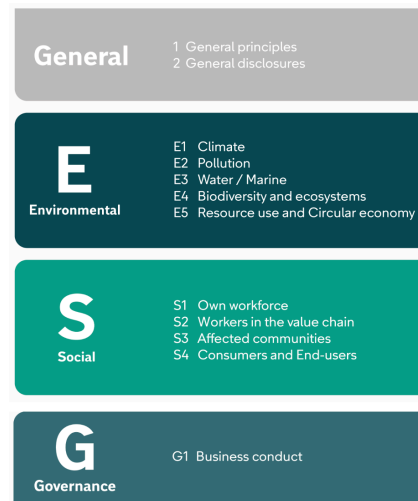 General
1 General principles
2 General disclosures
E
Environmental
E1 Climate
E2 Pollution
E3 Water / Marine
E4 Biodiversity and ecosystems
E5 Resource use and Circular economy
S
Social
S1 Own workforce
S2 Workers in the value chain
S3 Affected communities
S4 Consumers and End-users
G
Governance
G1 Business conduct